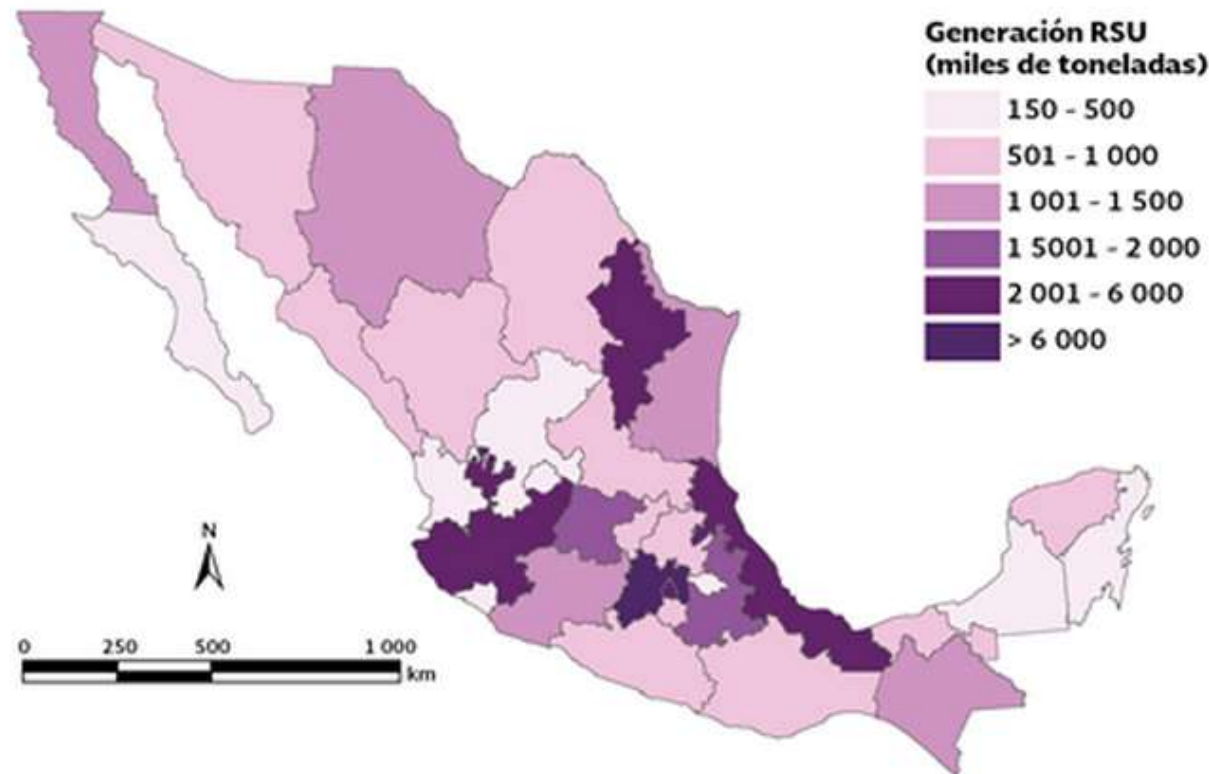 Generación RSU
(miles de toneladas)
150 - 500
501 - 1 000
1 001 - 1 500
1 5001 - 2 000
2 001 - 6 000
> 6 000
N
0 250 500 1 000
km